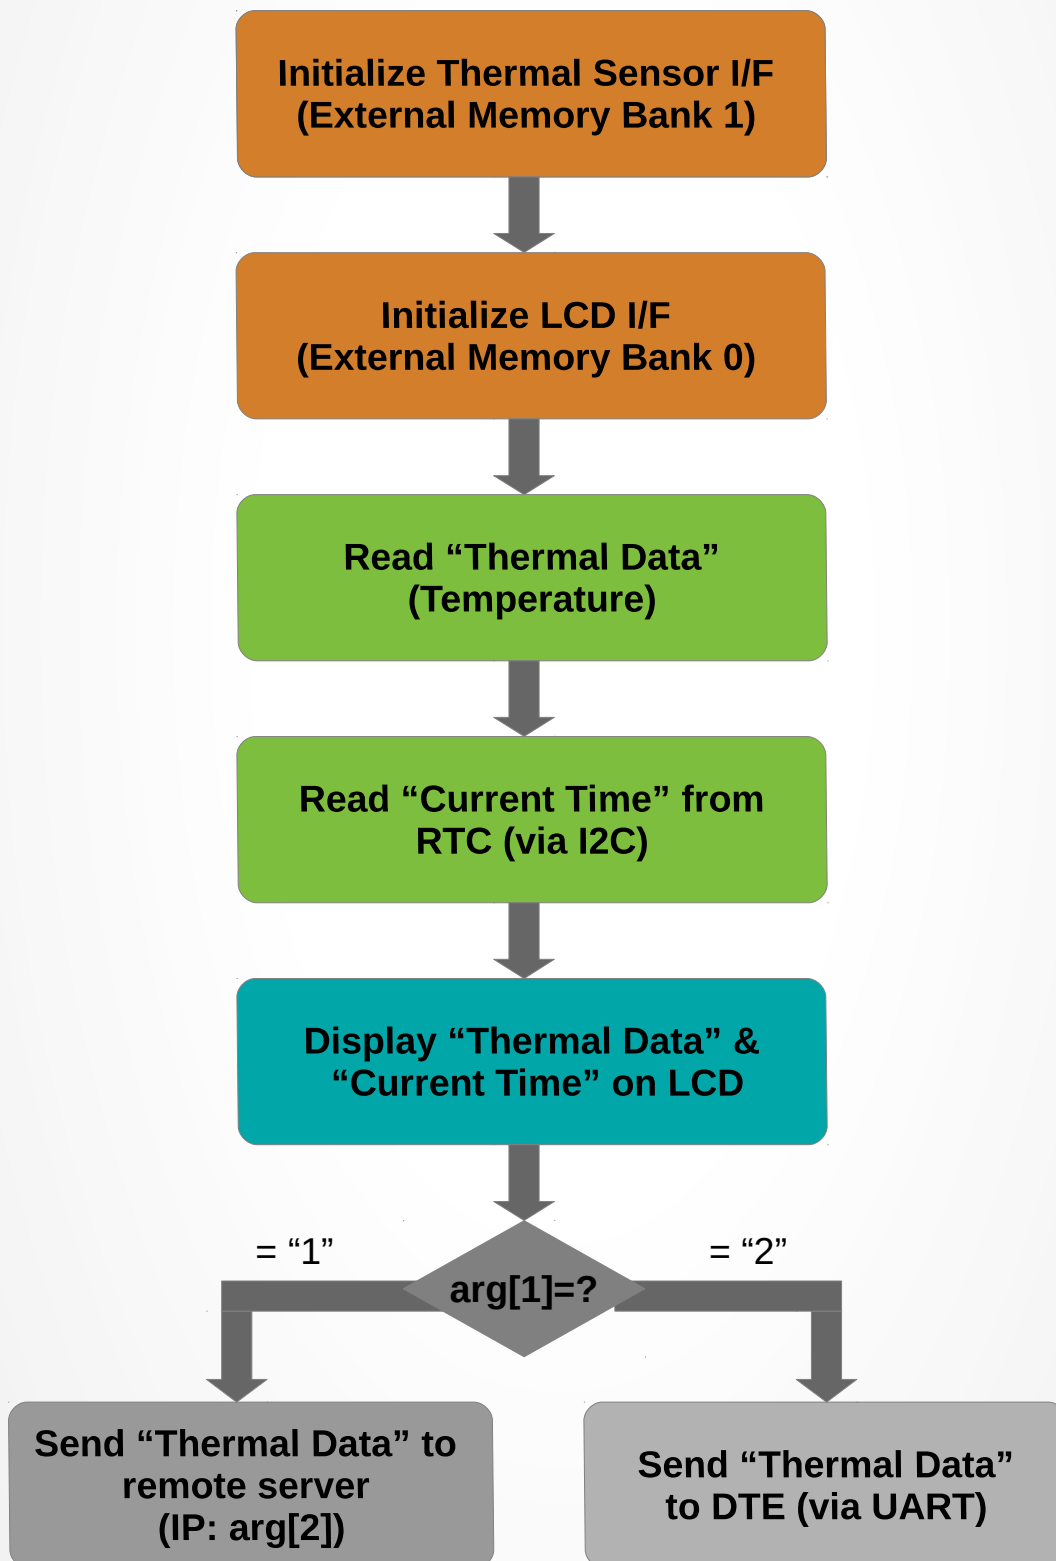 Initialize Thermal Sensor I/F
(External Memory Bank 1)
Initialize LCD I/F
(External Memory Bank 0)
Read “Thermal Data”
(Temperature)
Read “Current Time” from
RTC (via I2C)
Display “Thermal Data” &
“Current Time” on LCD
= “1”
= “2”
arg[1]=?
Send “Thermal Data” to
remote server
(IP: arg[2])
Send “Thermal Data”
to DTE (via UART)